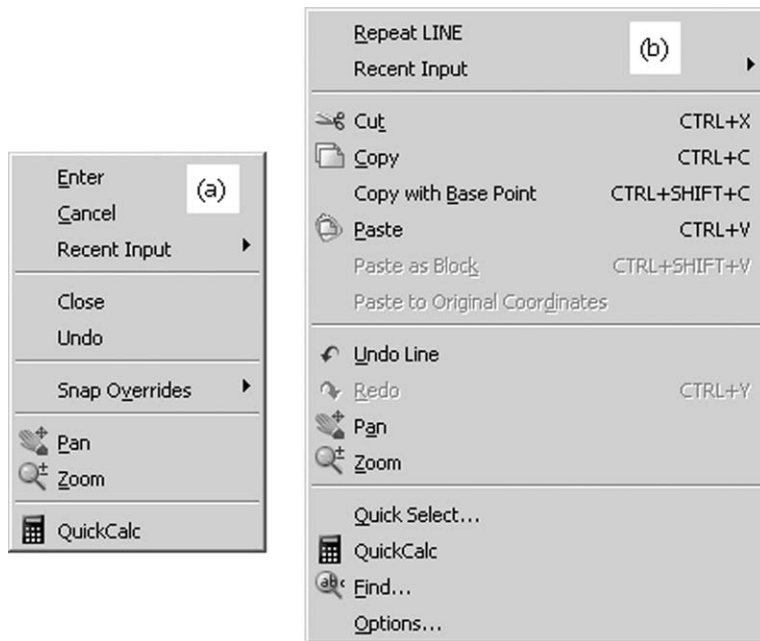 (a)
Enter
Cancel
Recent Input
Close
Undo
Snap Overrides
Pan
Zoom
QuickCalc
(b)
Repeat LINE
Recent Input
Cut CTRL+X
Copy CTRL+C
Copy with Base Point CTRL+SHIFT+C
Paste CTRL+V
Paste as Block CTRL+SHIFT+V
Paste to Original Coordinates
Undo Line
Redo CTRL+Y
Pan
Zoom
Quick Select...
QuickCalc
abc Find...
Options...